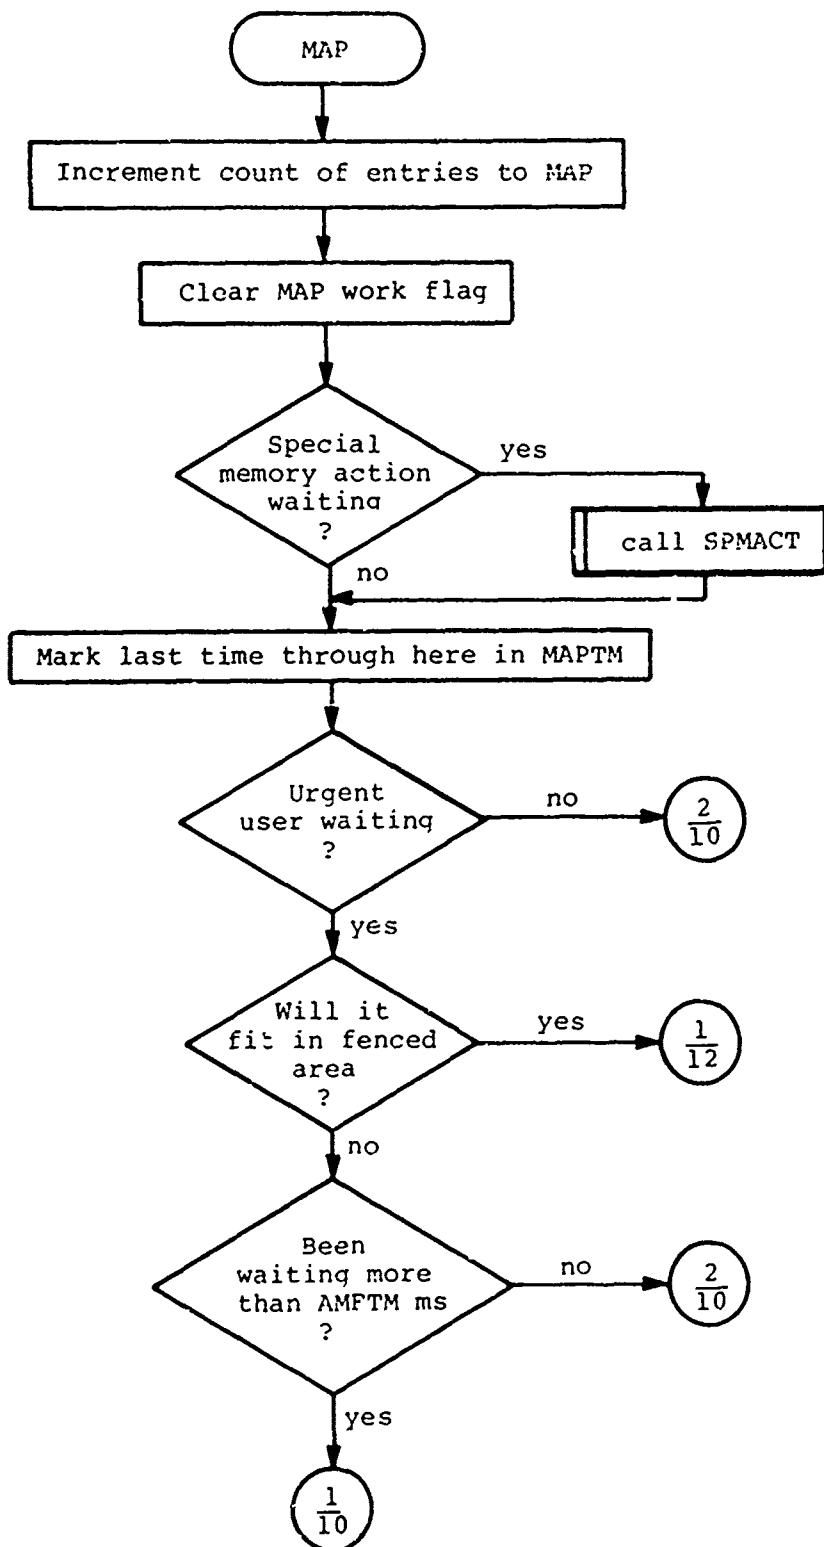 MAP
Increment count of entries to MAP
Clear MAP work flag
Special
memory action
waiting
?
yes
call SPMACT
no
Mark last time through here in MAPTM
Urgent
user waiting
?
no
2
10
yes
Will it
fit in fenced
area
?
yes
1
12
no
Been
waiting more
than AMFTM ms
?
no
2
10
yes
1
10